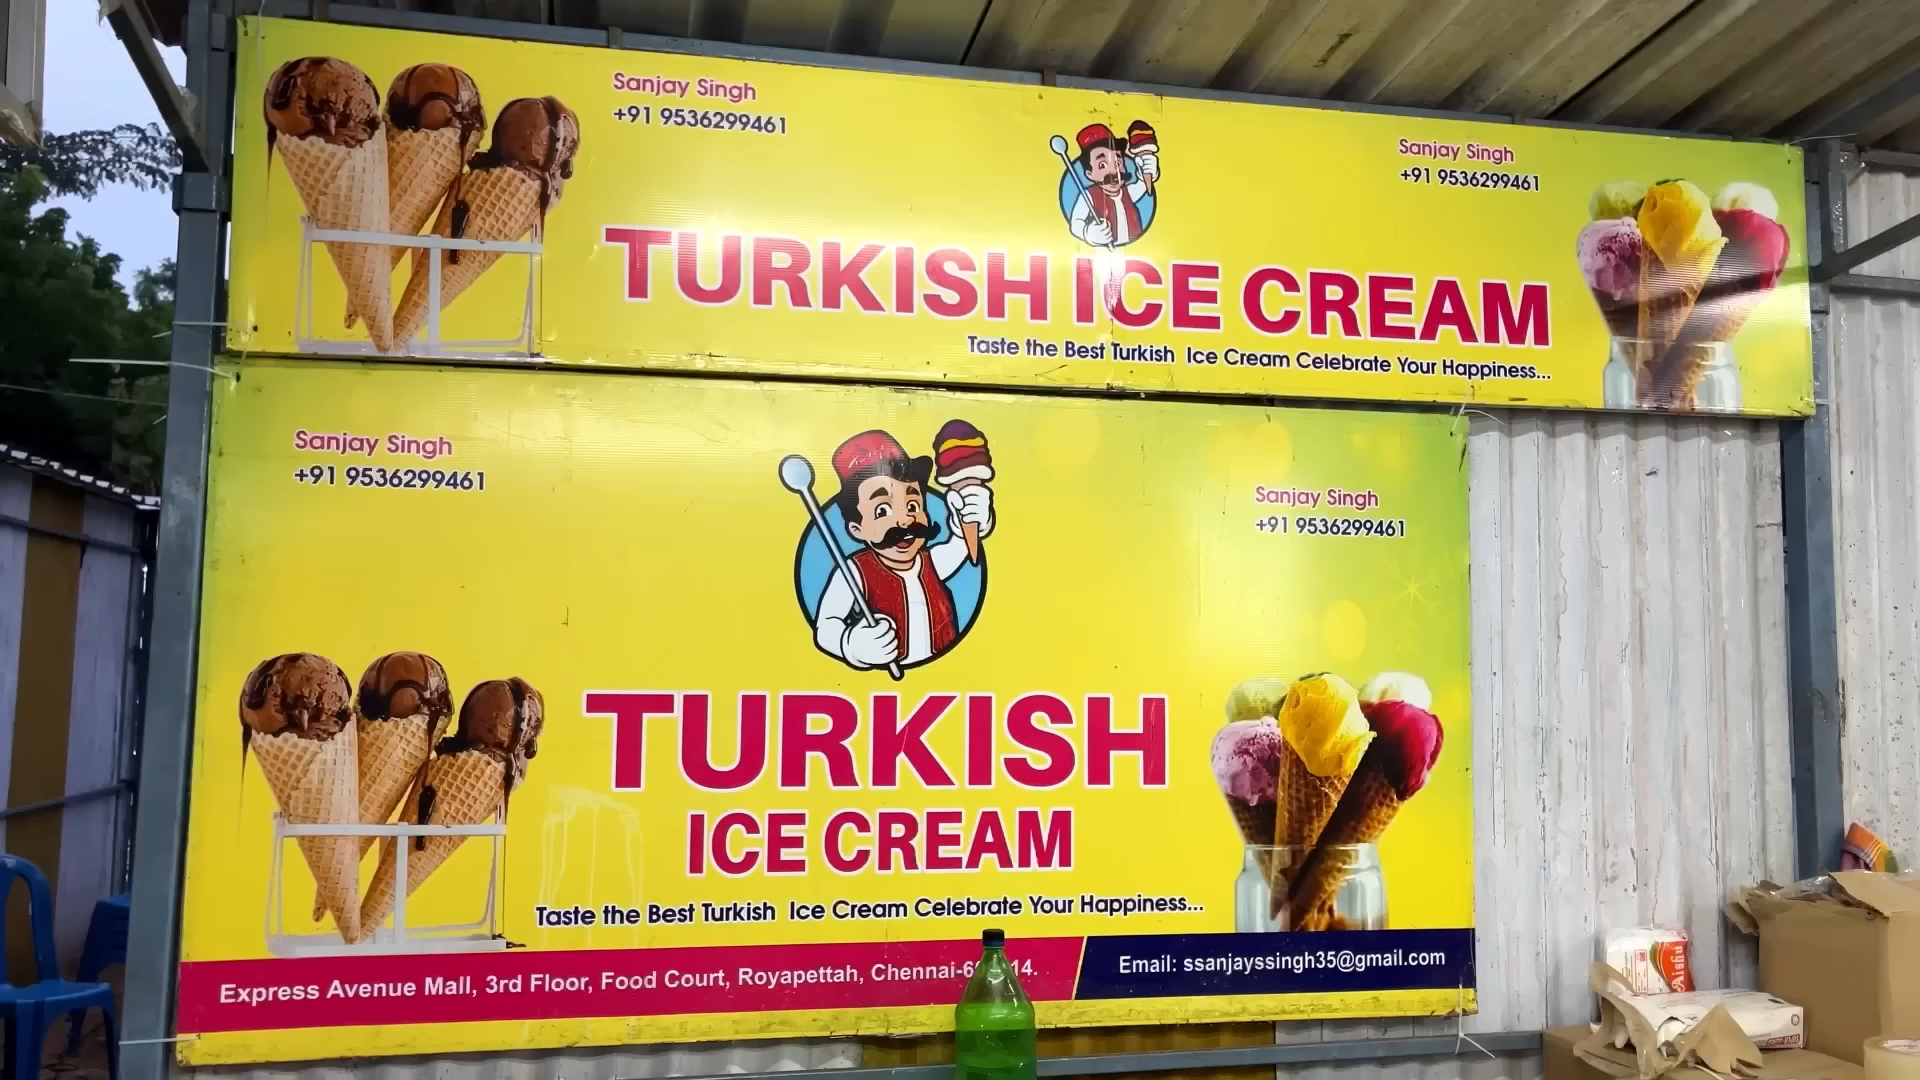 Sanjay Singh
+91 9536299461
Sanjay Singh
+91 9536299461
TURKISH ICE CREAM
Taste the Best Turkish Ice Cream Celebrate Your Happiness...
Sanjay Singh
+91 9536299461
Sanjay Singh
+91 9536299461
TURKISH
ICE CREAM
Taste the Best Turkish Ice Cream Celebrate Your Happiness...
Express Avenue Mall, 3rd Floor, Food Court, Royapettah,
Email: ssanjayssingh35@gmail.com